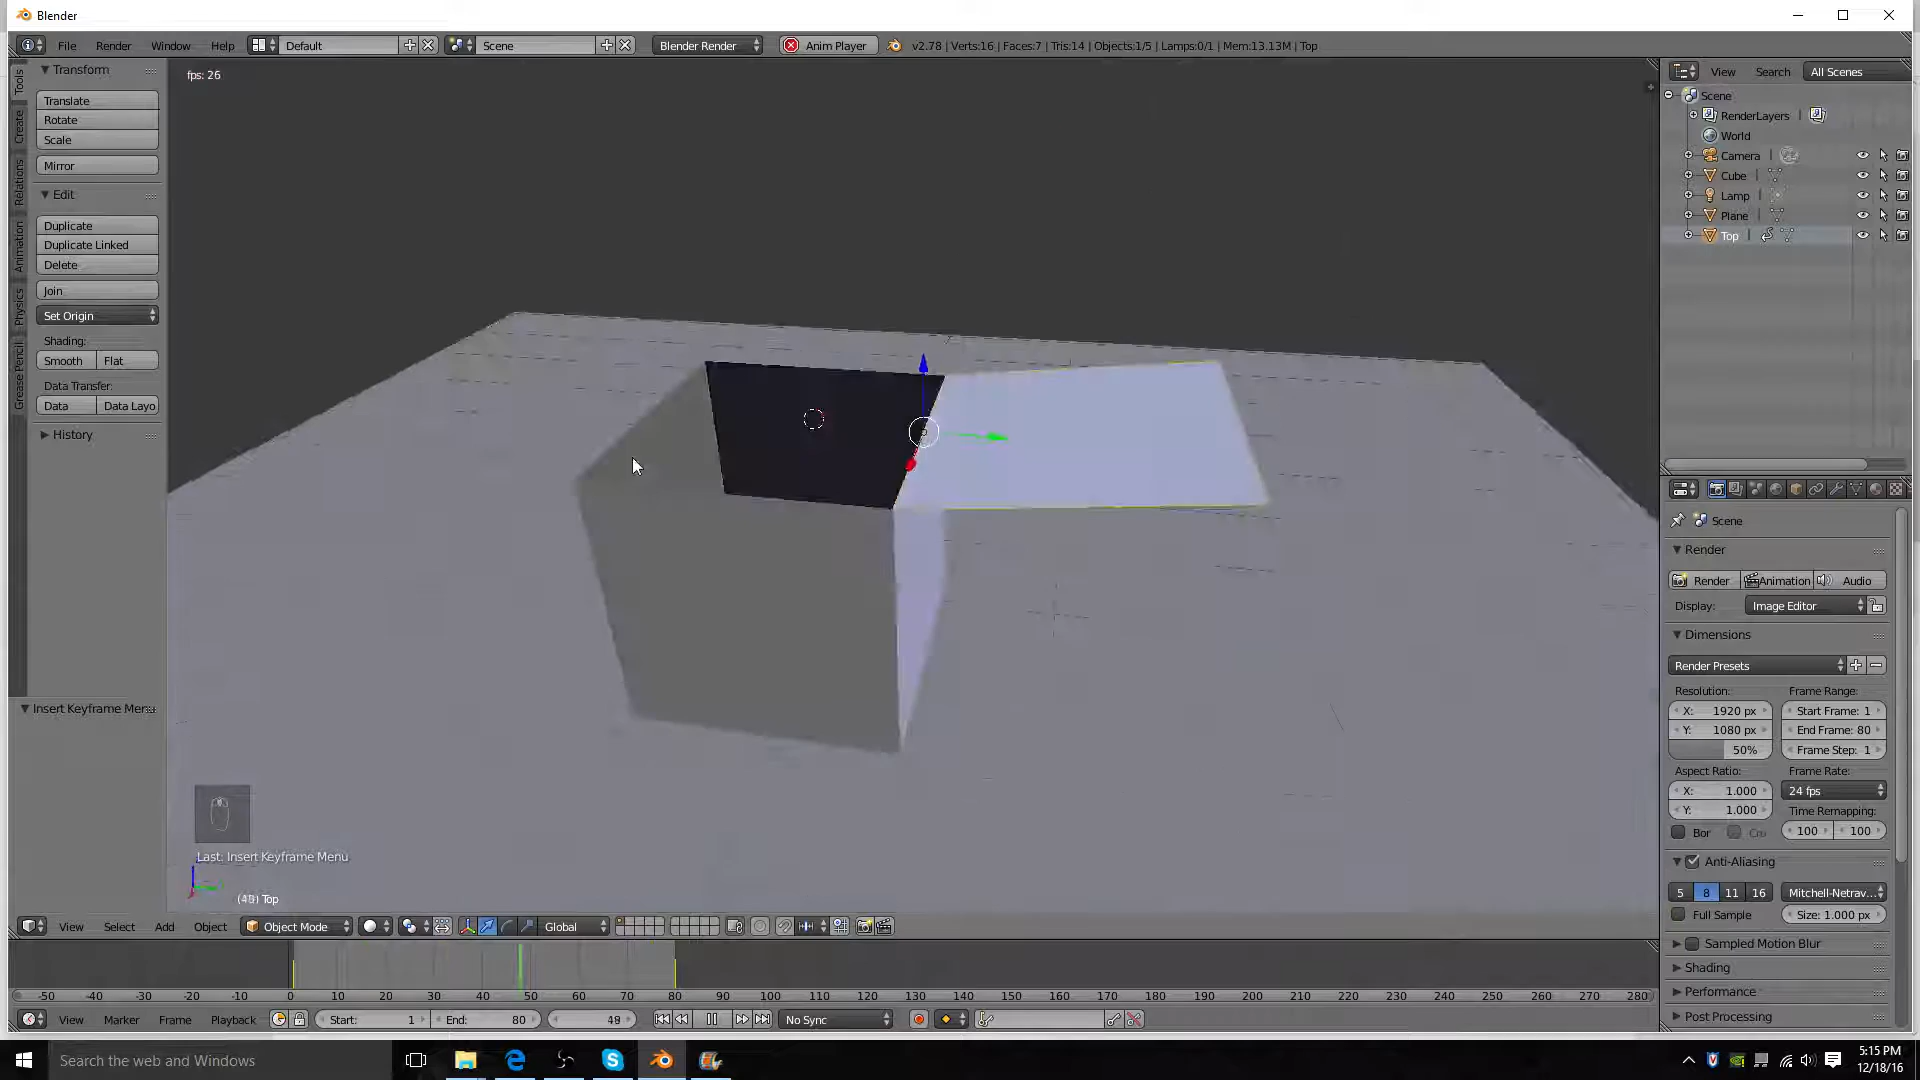 Blender
File Render Window Help Default Scene Blender Render Anim Player v2.78 | Verts:16 | Faces:7 | Tris:14 | Objects:1/5 | Lamps:0/1 | Mem:13.13M | Top
Tools
Create
Relations
Animation
Physics
Grease Pencil
Transform
Translate
Rotate
Scale
Mirror
Edit
Duplicate
Duplicate Linked
Delete
Join
Set Origin
Shading:
Smooth Flat
Data Transfer:
Data Data Layo
History
Insert Keyframe Men
fps: 26
Last: Insert Keyframe Menu
(48) Top
View Search All Scenes
Scene
RenderLayers |
World
Camera |
Cube |
Lamp |
Plane |
Top |
Scene
Render
Render Animation Audio
Display: Image Editor
Dimensions
Render Presets
Resolution: Frame Range:
X: 1920 px Start Frame: 1
Y: 1080 px End Frame: 80
50% Frame Step: 1
Aspect Ratio: Frame Rate:
X: 1.000 24 fps
Y: 1.000 Time Remapping:
Bor Cro 100 100
Anti-Aliasing
5 8 11 16 Mitchell-Netrav...
Full Sample Size: 1.000 px
Sampled Motion Blur
Shading
Performance
Post Processing
View Select Add Object Object Mode Global
-50 -40 -30 -20 -10 0 10 20 30 40 50 60 70 80 90 100 110 120 130 140 150 160 170 180 190 200 210 220 230 240 250 260 270 280
View Marker Frame Playback Start: 1 End: 80 48 No Sync
Search the web and Windows
5:15 PM
12/18/16